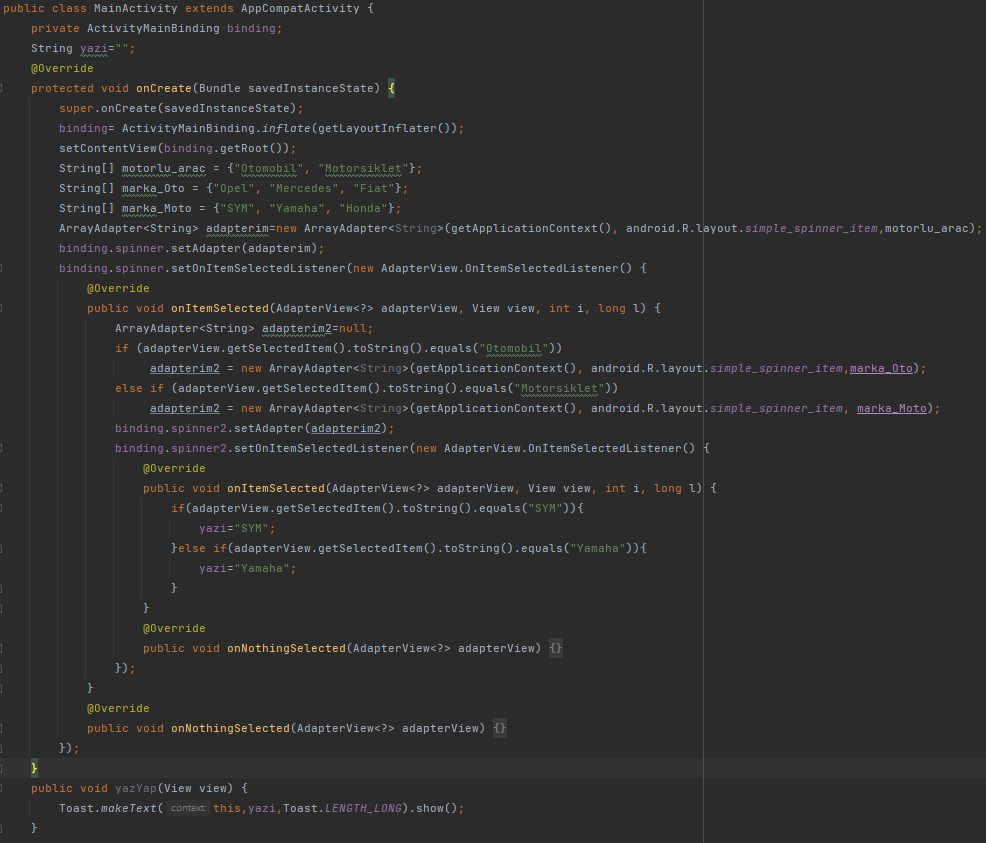 public class MainActivity extends AppCompatActivity {
private ActivityMainBinding binding;
String yazi="";
@Override
protected void onCreate(Bundle savedInstanceState) {
super.onCreate(savedInstanceState);
binding= ActivityMainBinding.inflate(getLayoutInflater());
setContentView(binding.getRoot());
String[] motorlu_arac = {"Otomobil", "Motorsiklet"};
String[] marka_Oto = {"Opel", "Mercedes", "Fiat"};
String[] marka_Moto = {"SYM", "Yamaha", "Honda"};
ArrayAdapter<String> adapterim=new ArrayAdapter<String>(getApplicationContext(), android.R.layout.simple_spinner_item,motorlu_arac);
binding.spinner.setAdapter(adapterim);
binding.spinner.setOnItemSelectedListener(new AdapterView.OnItemSelectedListener() {
@Override
public void onItemSelected(AdapterView<?> adapterView, View view, int i, long l) {
ArrayAdapter<String> adapterim2=null;
if (adapterView.getSelectedItem().toString().equals("Otomobil"))
adapterim2 = new ArrayAdapter<String>(getApplicationContext(), android.R.layout.simple_spinner_item,marka_Oto);
else if (adapterView.getSelectedItem().toString().equals("Motorsiklet"))
adapterim2 = new ArrayAdapter<String>(getApplicationContext(), android.R.layout.simple_spinner_item, marka_Moto);
binding.spinner2.setAdapter(adapterim2);
binding.spinner2.setOnItemSelectedListener(new AdapterView.OnItemSelectedListener() {
@Override
public void onItemSelected(AdapterView<?> adapterView, View view, int i, long l) {
if(adapterView.getSelectedItem().toString().equals("SYM")){
yazi="SYM";
}else if(adapterView.getSelectedItem().toString().equals("Yamaha")){
yazi="Yamaha";
}
}
@Override
public void onNothingSelected(AdapterView<?> adapterView) {}
});
}
@Override
public void onNothingSelected(AdapterView<?> adapterView) {}
});
}
public void yazYap(View view) {
Toast.makeText( context: this,yazi,Toast.LENGTH_LONG).show();
}